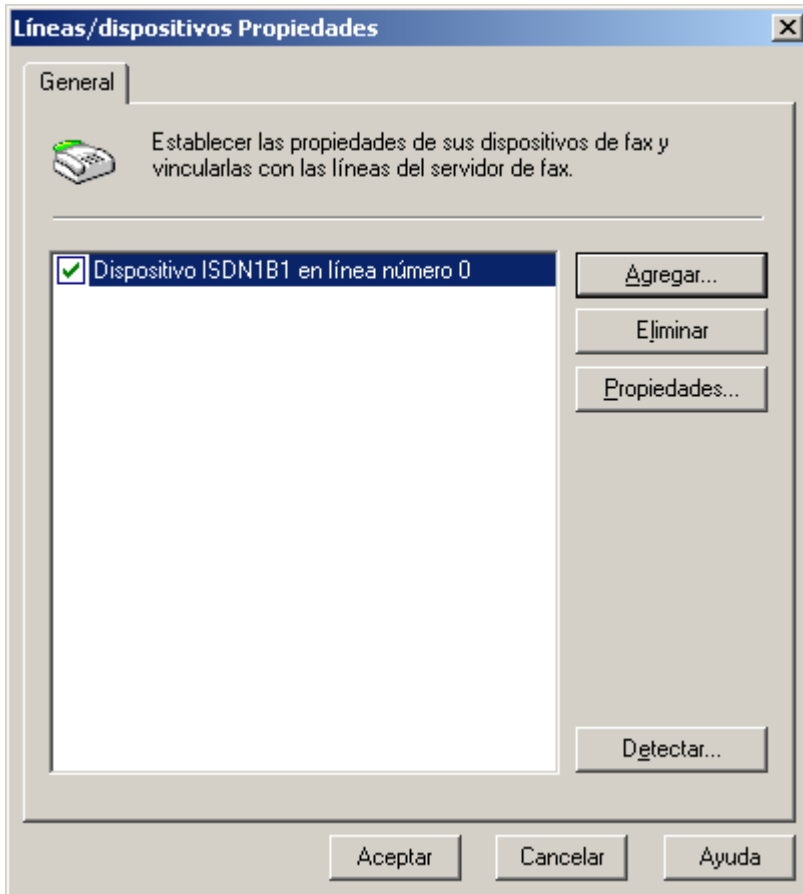 Líneas/dispositivos Propiedades
General
Establecer las propiedades de sus dispositivos de fax y
vincularlas con las líneas del servidor de fax.
Dispositivo ISDN1B1 en línea número 0
Agregar...
Eliminar
Propiedades...
Detectar...
Aceptar
Cancelar
Ayuda